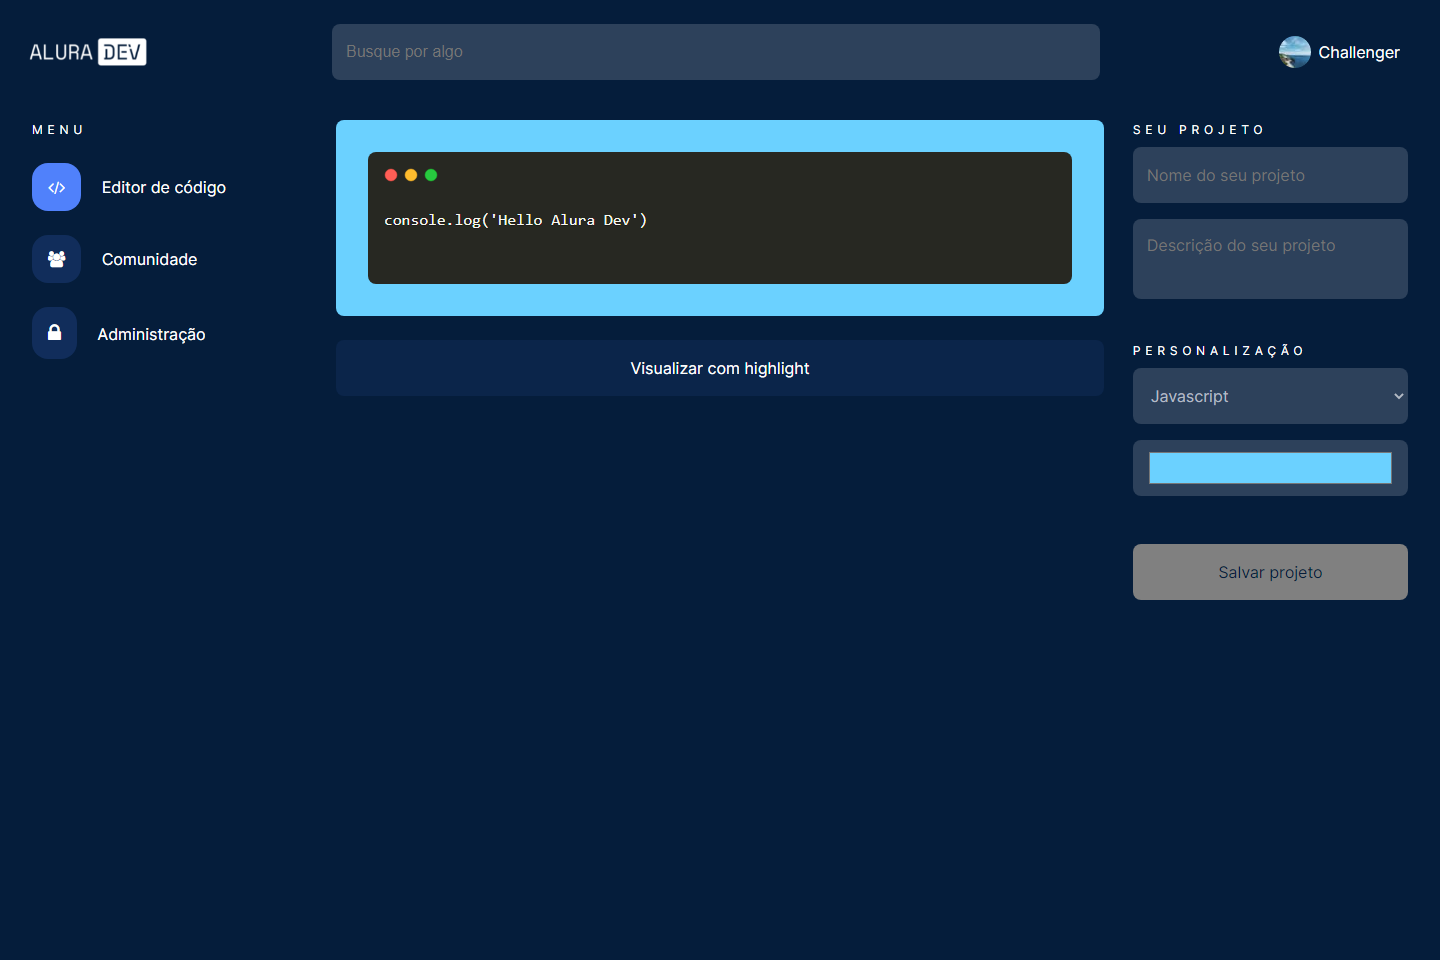 ALURA DEV
Busque por algo
Challenger
MENU
Editor de código
Comunidade
Administração
console.log('Hello Alura Dev')
Visualizar com highlight
SEU PROJETO
Nome do seu projeto
Descrição do seu projeto
PERSONALIZAÇÃO
Javascript
Salvar projeto